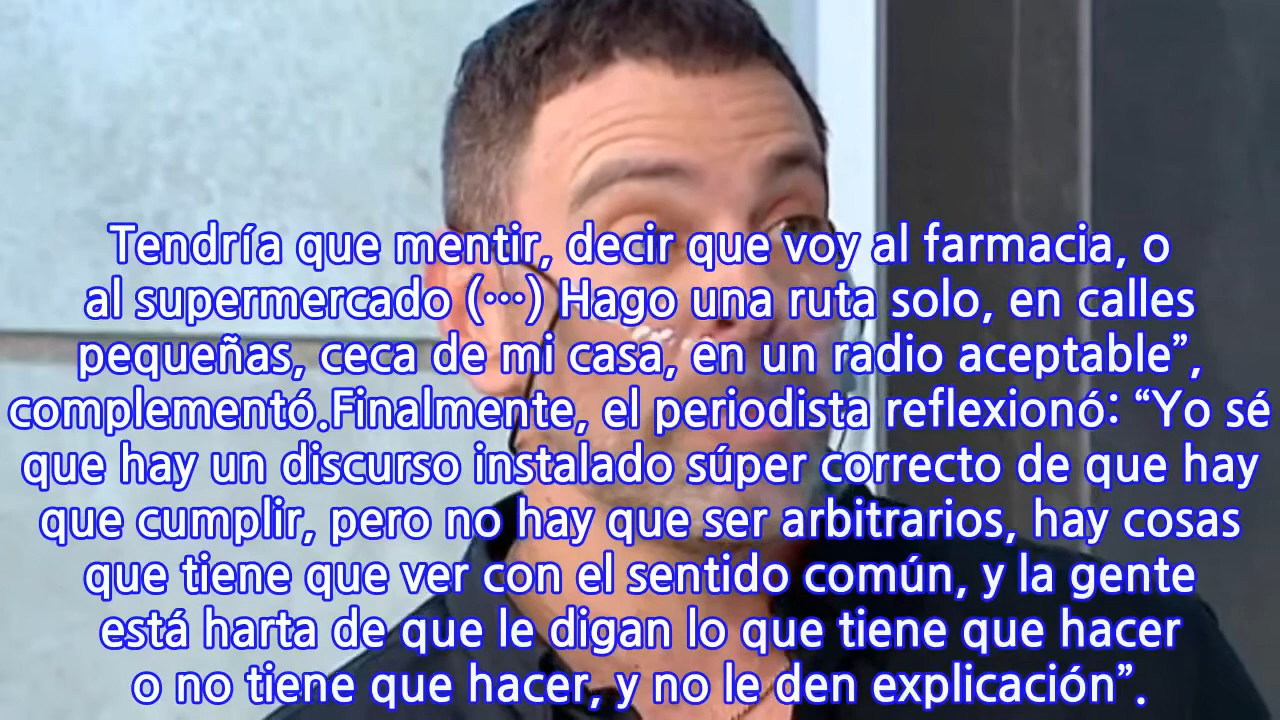 Tendría que mentir, decir que voy al farmacia, o
al supermercado (⋯) Hago una ruta solo, en calles
pequeñas, ceca de mi casa, en un radio aceptable”,
complementó.Finalmente, el periodista reflexionó: “Yo sé
que hay un discurso instalado súper correcto de que hay
que cumplir, pero no hay que ser arbitrarios, hay cosas
que tiene que ver con el sentido común, y la gente
está harta de que le digan lo que tiene que hacer
o no tiene que hacer, y no le den explicación”.